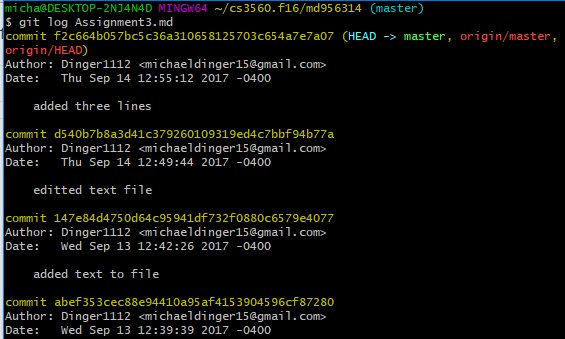 micha@DESKTOP-2NJ4N4D MINGW64 ~/cs3560.f16/md956314 (master)
$ git log Assignment3.md
commit f2c664b057bc5c36a310658125703c654a7e7a07 (HEAD -> master, origin/master,
origin/HEAD)
Author: Dinger1112 <michaeldinger15@gmail.com>
Date:   Thu Sep 14 12:55:12 2017 -0400
    added three lines
commit d540b7b8a3d41c379260109319ed4c7bbf94b77a
Author: Dinger1112 <michaeldinger15@gmail.com>
Date:   Thu Sep 14 12:49:44 2017 -0400
    editted text file
commit 147e84d4750d64c95941df732f0880c6579e4077
Author: Dinger1112 <michaeldinger15@gmail.com>
Date:   Wed Sep 13 12:42:26 2017 -0400
    added text to file
commit abef353cec88e94410a95af4153904596cf87280
Author: Dinger1112 <michaeldinger15@gmail.com>
Date:   Wed Sep 13 12:39:39 2017 -0400